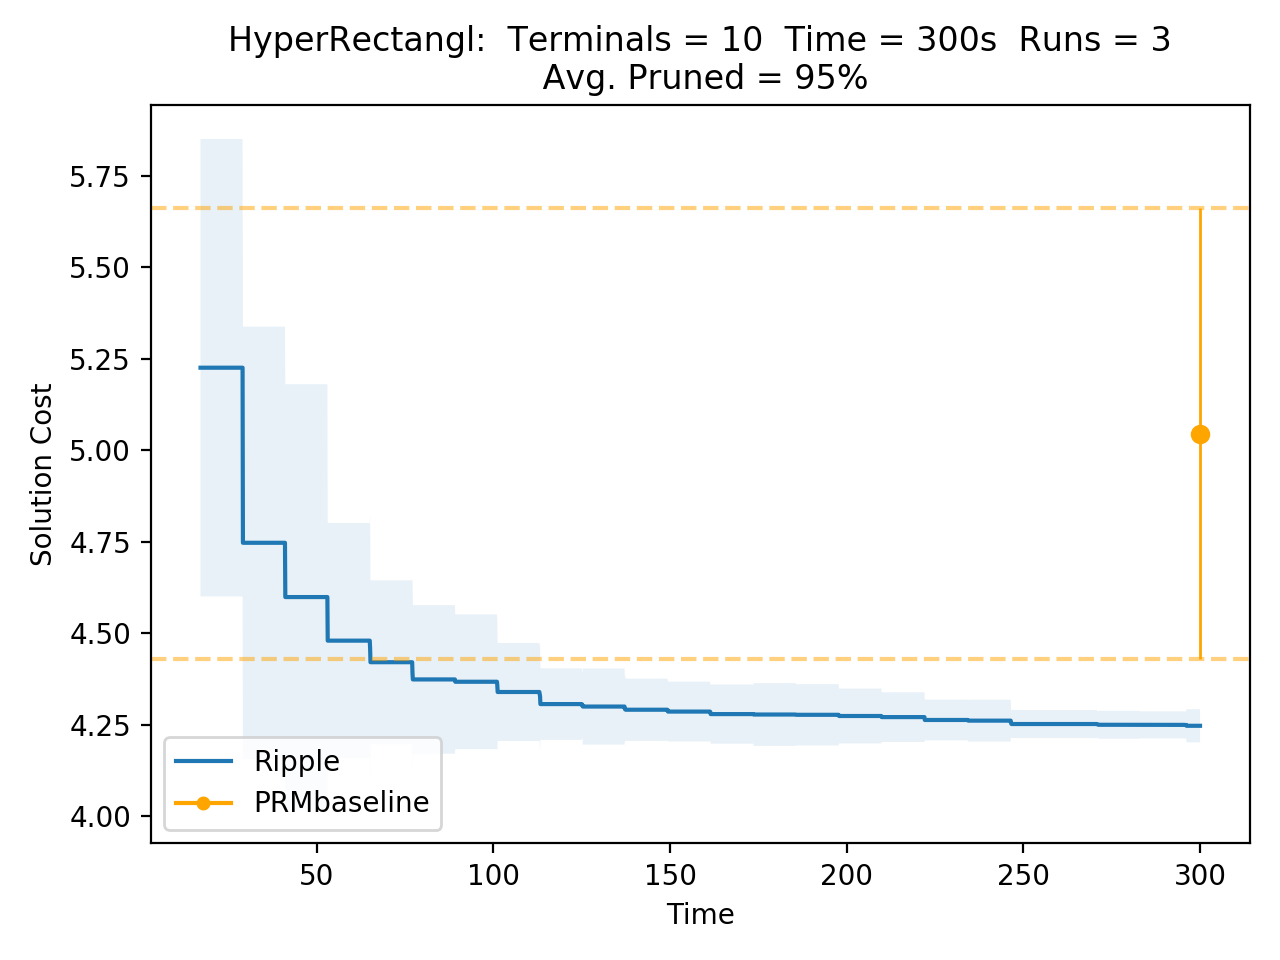 HyperRectangl: Terminals = 10 Time = 300s Runs = 3
Avg. Pruned = 95%
Solution Cost
5.75
5.50
5.25
5.00
4.75
4.50
4.25
4.00
Ripple
PRMbaseline
50 100 150 200 250 300
Time